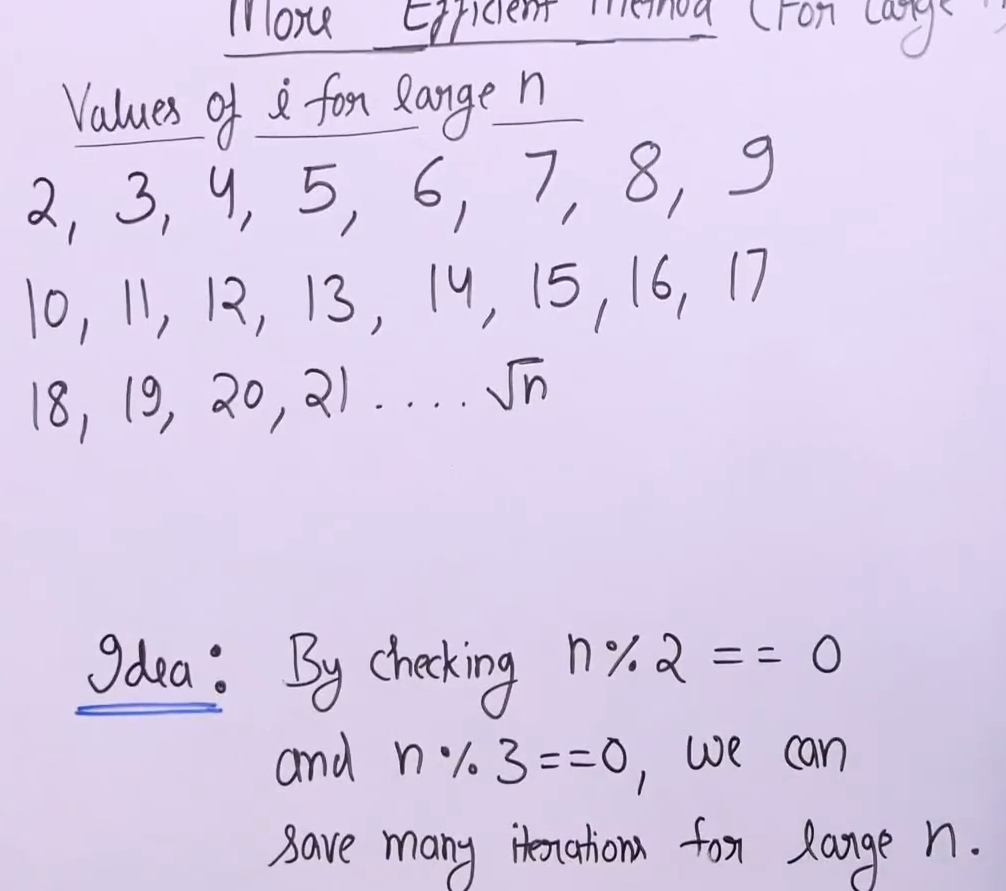 More Efficient Method (For Large
Values of i for large n
2, 3, 4, 5, 6, 7, 8, 9
10, 11, 12, 13, 14, 15, 16, 17
18, 19, 20, 21 .... √n
Idea: By checking n%2 == 0
and n%3==0, we can
save many iterations for large n.